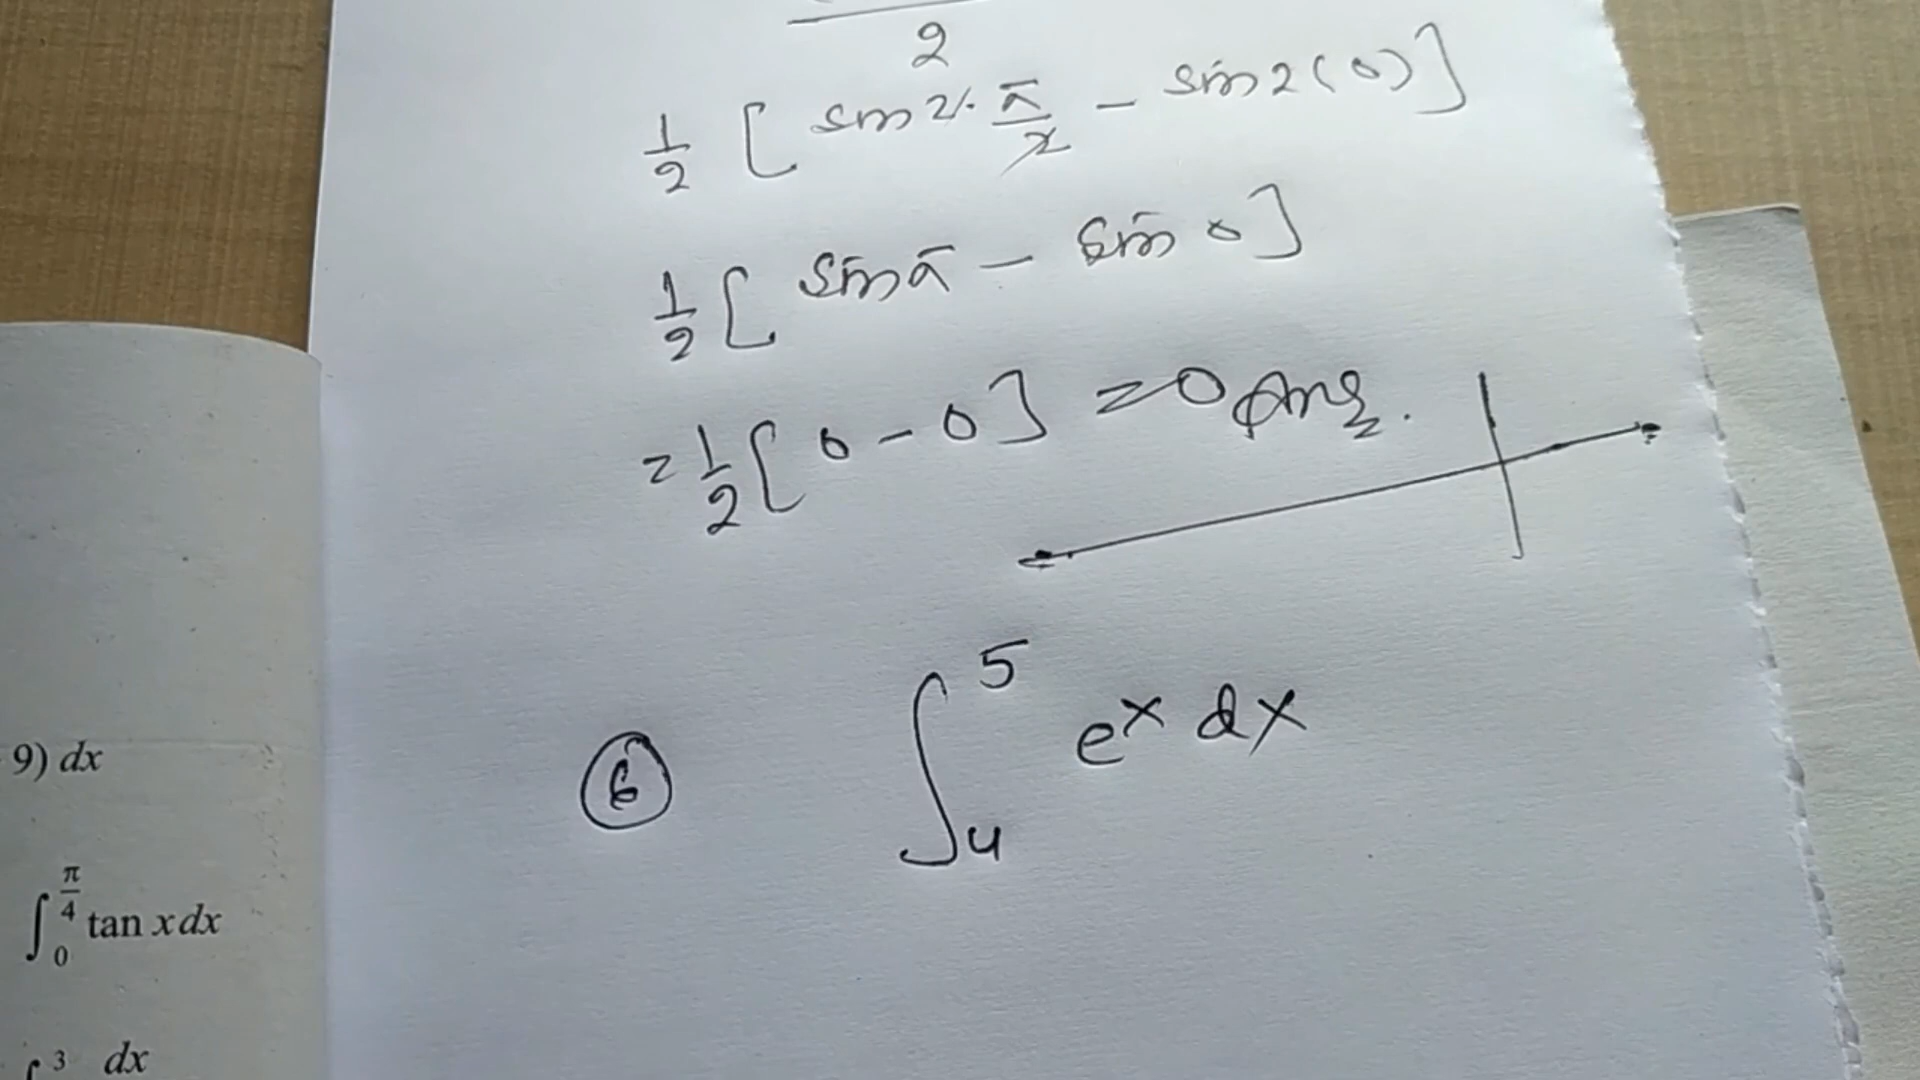 2
1/2 [ sin 2 · π/2 - sin 2(0) ]
1/2 [ sin π - sin 0 ]
= 1/2 [ 0 - 0 ] = 0 Ans.
⑥ ∫₄⁵ eˣ dx
9) dx
∫₀^(π/4) tan x dx
∫³ dx